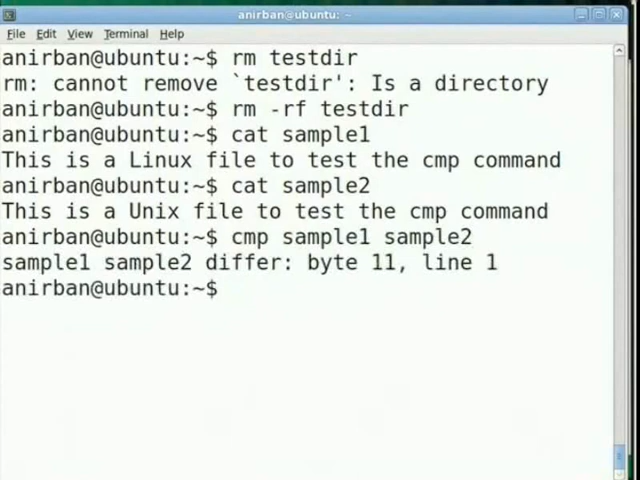 anirban@ubuntu: ~
File Edit View Terminal Help
anirban@ubuntu:~$ rm testdir
rm: cannot remove `testdir': Is a directory
anirban@ubuntu:~$ rm -rf testdir
anirban@ubuntu:~$ cat sample1
This is a Linux file to test the cmp command
anirban@ubuntu:~$ cat sample2
This is a Unix file to test the cmp command
anirban@ubuntu:~$ cmp sample1 sample2
sample1 sample2 differ: byte 11, line 1
anirban@ubuntu:~$